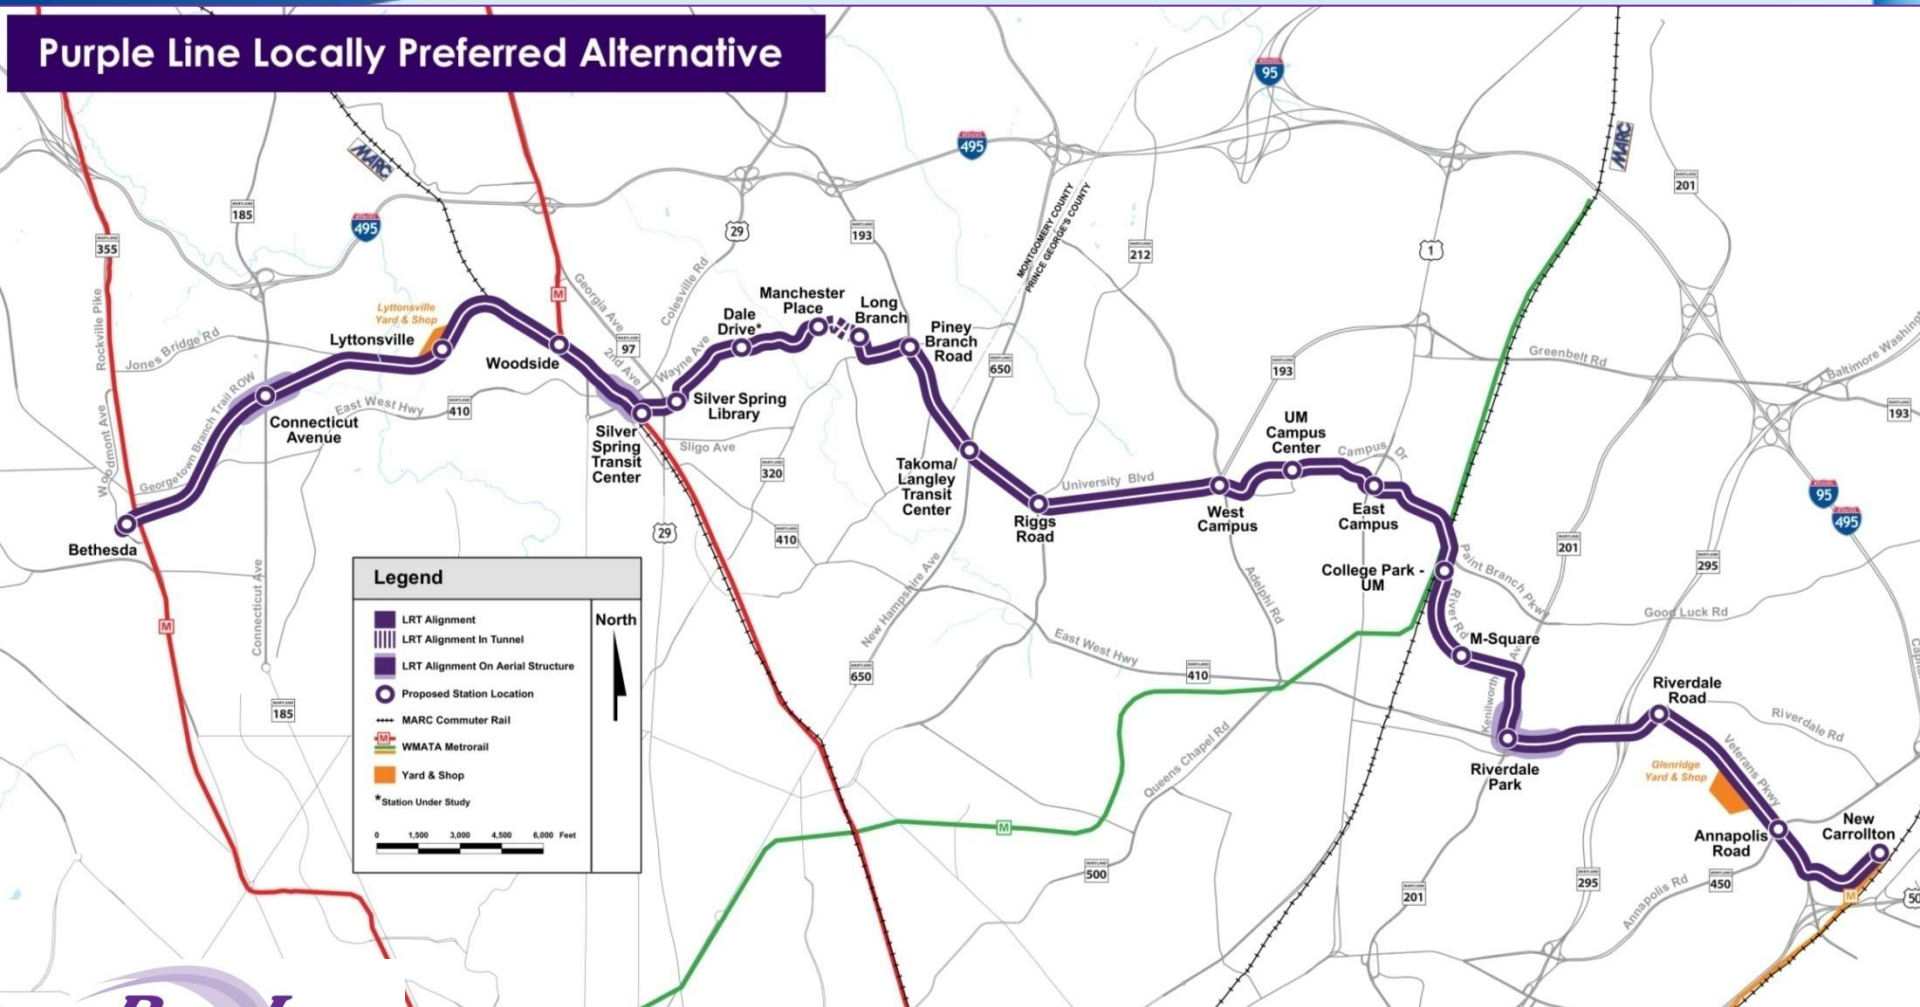 Purple Line Locally Preferred Alternative
MARC
MARC
95
495
495
185
355
29
193
212
1
201
MONTGOMERY COUNTY
PRINCE GEORGE'S COUNTY
Rockville Pike
Jones Bridge Rd
Woodmont Ave
Georgetown Branch Trail ROW
East West Hwy
410
Connecticut Ave
185
Georgia Ave
97
2nd Ave
Colesville Rd
Wayne Ave
Sligo Ave
320
410
29
650
New Hampshire Ave
650
University Blvd
193
Campus Dr
Greenbelt Rd
193
95
495
Adelphi Rd
East West Hwy
410
Queens Chapel Rd
500
Paint Branch Pkwy
River Rd
201
295
Good Luck Rd
Kenilworth Ave
Riverdale Rd
Veterans Pkwy
Annapolis Rd
450
295
201
50
M
M
M
M
Lyttonsville
Yard & Shop
Glenridge
Yard & Shop
Bethesda
Connecticut
Avenue
Lyttonsville
Woodside
Silver
Spring
Transit
Center
Silver Spring
Library
Dale
Drive*
Manchester
Place
Long
Branch
Piney
Branch
Road
Takoma/
Langley
Transit
Center
Riggs
Road
West
Campus
UM
Campus
Center
East
Campus
College Park -
UM
M-Square
Riverdale
Park
Riverdale
Road
Annapolis
Road
New
Carrollton
Legend
LRT Alignment
LRT Alignment In Tunnel
LRT Alignment On Aerial Structure
Proposed Station Location
MARC Commuter Rail
M
WMATA Metrorail
Yard & Shop
*Station Under Study
0 1,500 3,000 4,500 6,000 Feet
North